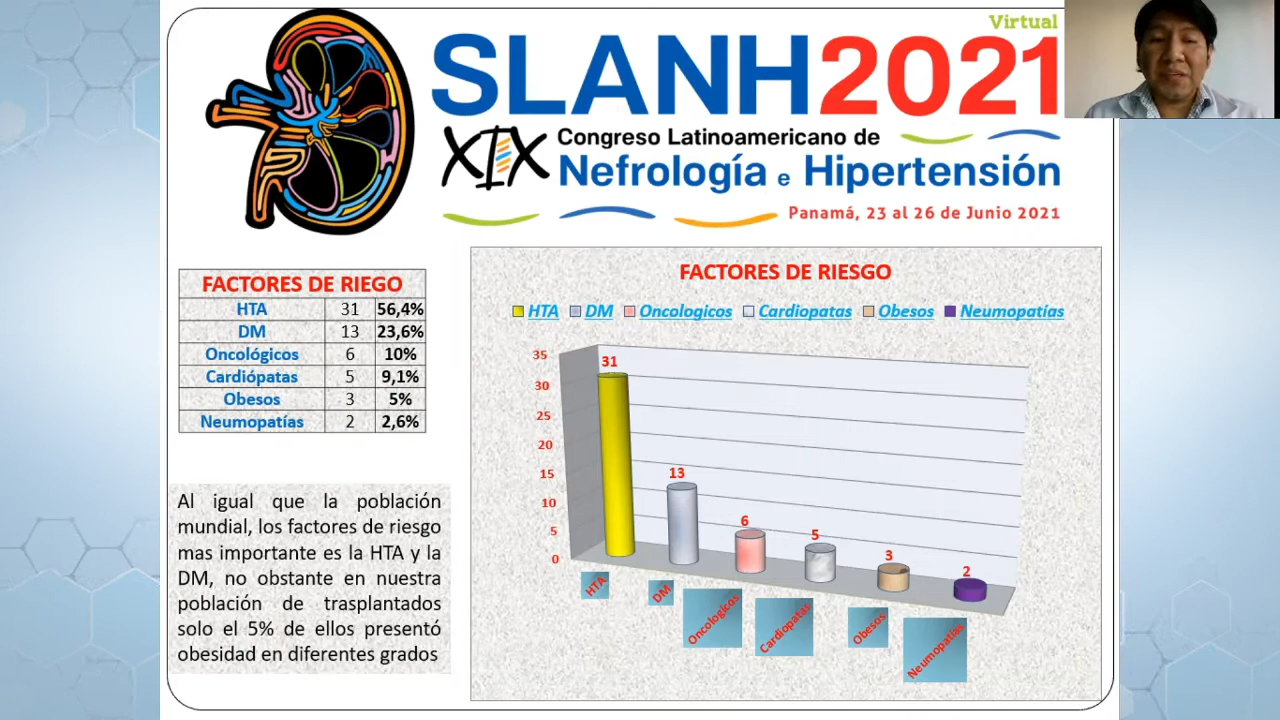 Virtual
SLANH2021
XIX
Congreso Latinoamericano de
Nefrología e Hipertensión
Panamá, 23 al 26 de Junio 2021
FACTORES DE RIEGO
HTA 31 56,4%
DM 13 23,6%
Oncológicos 6 10%
Cardiópatas 5 9,1%
Obesos 3 5%
Neumopatías 2 2,6%
Al igual que la población
mundial, los factores de riesgo
mas importante es la HTA y la
DM, no obstante en nuestra
población de trasplantados
solo el 5% de ellos presentó
obesidad en diferentes grados
FACTORES DE RIESGO
HTA DM Oncologicos Cardiopatas Obesos Neumopatías
35
30
25
20
15
10
5
0
31
13
6
5
3
2
HTA
DM
Oncologicos
Cardiopatas
Obesos
Neumopatías